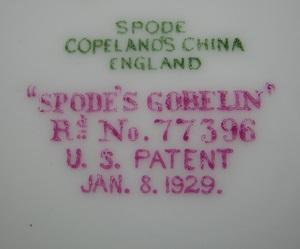 SPODE
COPELAND'S CHINA
ENGLAND
"SPODE'S GOBELIN"
Rd No. 77396
U. S. PATENT
JAN. 8. 1929.